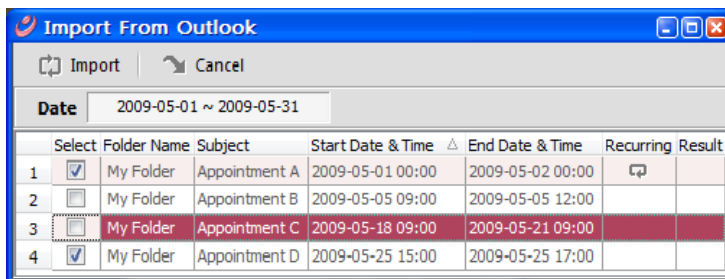 Import From Outlook
Import Cancel
Date 2009-05-01 ~ 2009-05-31
Select Folder Name Subject Start Date & Time End Date & Time Recurring Result
1 My Folder Appointment A 2009-05-01 00:00 2009-05-02 00:00
2 My Folder Appointment B 2009-05-05 09:00 2009-05-05 12:00
3 My Folder Appointment C 2009-05-18 09:00 2009-05-21 09:00
4 My Folder Appointment D 2009-05-25 15:00 2009-05-25 17:00